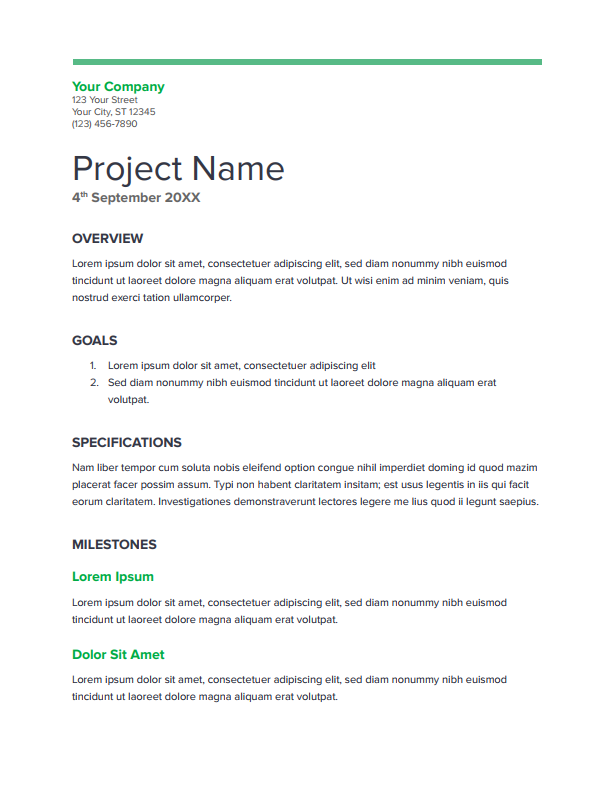 Your Company
123 Your Street
Your City, ST 12345
(123) 456-7890
Project Name
4th September 20XX
OVERVIEW
Lorem ipsum dolor sit amet, consectetuer adipiscing elit, sed diam nonummy nibh euismod
tincidunt ut laoreet dolore magna aliquam erat volutpat. Ut wisi enim ad minim veniam, quis
nostrud exerci tation ullamcorper.
GOALS
1. Lorem ipsum dolor sit amet, consectetuer adipiscing elit
2. Sed diam nonummy nibh euismod tincidunt ut laoreet dolore magna aliquam erat
volutpat.
SPECIFICATIONS
Nam liber tempor cum soluta nobis eleifend option congue nihil imperdiet doming id quod mazim
placerat facer possim assum. Typi non habent claritatem insitam; est usus legentis in iis qui facit
eorum claritatem. Investigationes demonstraverunt lectores legere me lius quod ii legunt saepius.
MILESTONES
Lorem Ipsum
Lorem ipsum dolor sit amet, consectetuer adipiscing elit, sed diam nonummy nibh euismod
tincidunt ut laoreet dolore magna aliquam erat volutpat.
Dolor Sit Amet
Lorem ipsum dolor sit amet, consectetuer adipiscing elit, sed diam nonummy nibh euismod
tincidunt ut laoreet dolore magna aliquam erat volutpat.